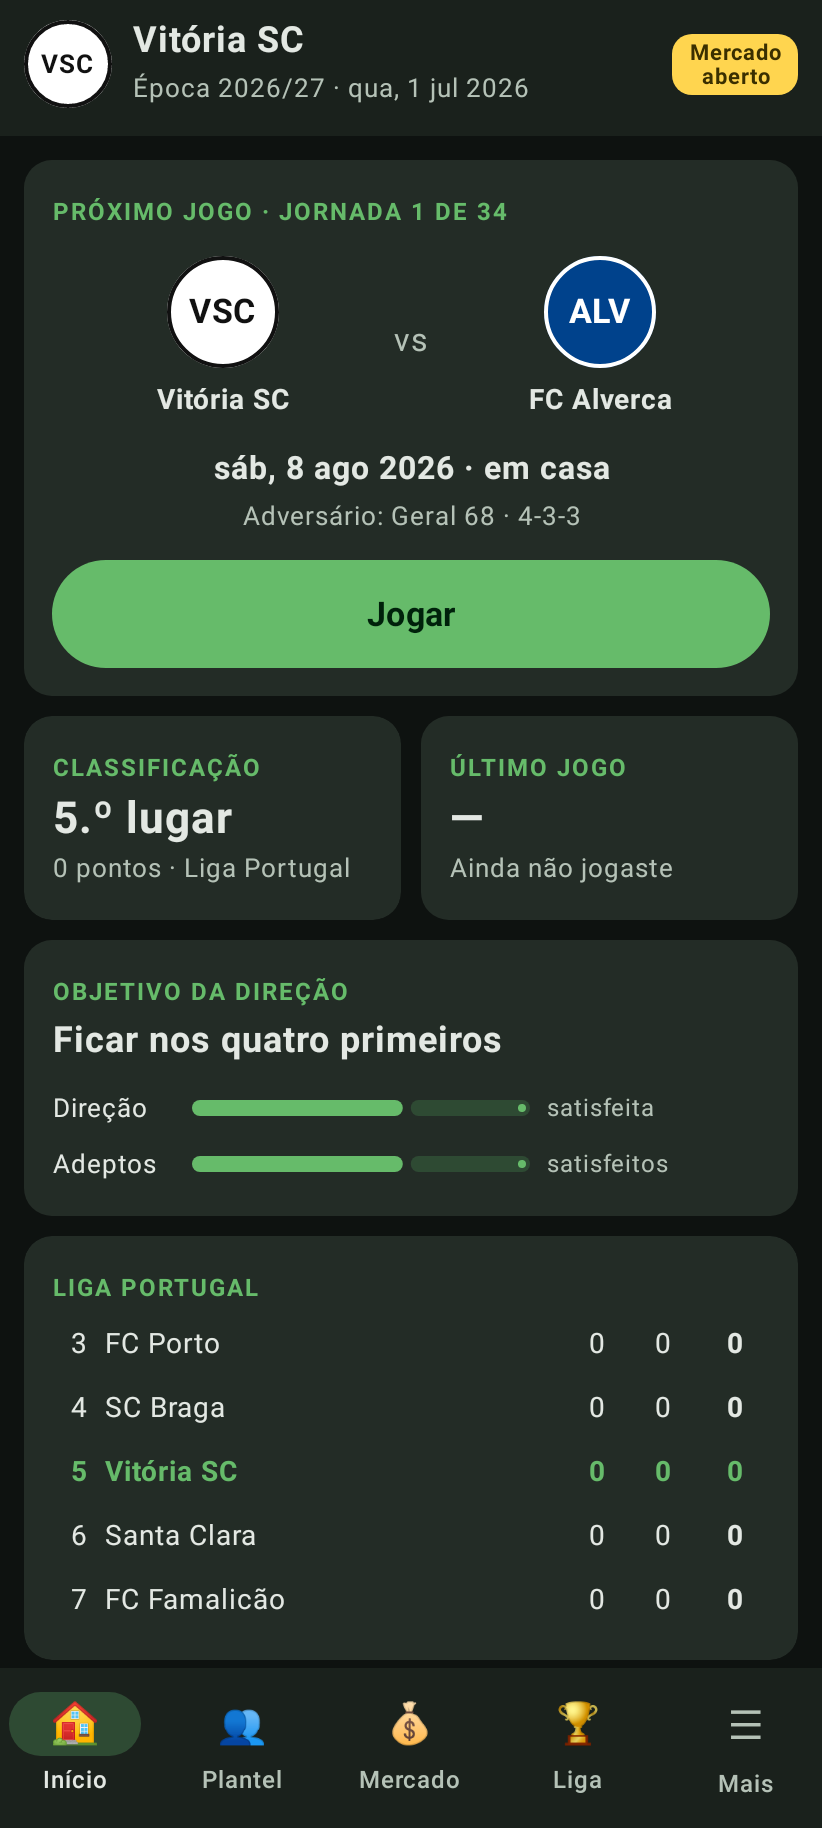 VSC
Vitória SC
Época 2026/27 · qua, 1 jul 2026
Mercado
aberto
PRÓXIMO JOGO · JORNADA 1 DE 34
VSC
vs
ALV
Vitória SC
FC Alverca
sáb, 8 ago 2026 · em casa
Adversário: Geral 68 · 4-3-3
Jogar
CLASSIFICAÇÃO
5.º lugar
0 pontos · Liga Portugal
ÚLTIMO JOGO
—
Ainda não jogaste
OBJETIVO DA DIREÇÃO
Ficar nos quatro primeiros
Direção satisfeita
Adeptos satisfeitos
LIGA PORTUGAL
3 FC Porto 0 0 0
4 SC Braga 0 0 0
5 Vitória SC 0 0 0
6 Santa Clara 0 0 0
7 FC Famalicão 0 0 0
Início
Plantel
Mercado
Liga
Mais